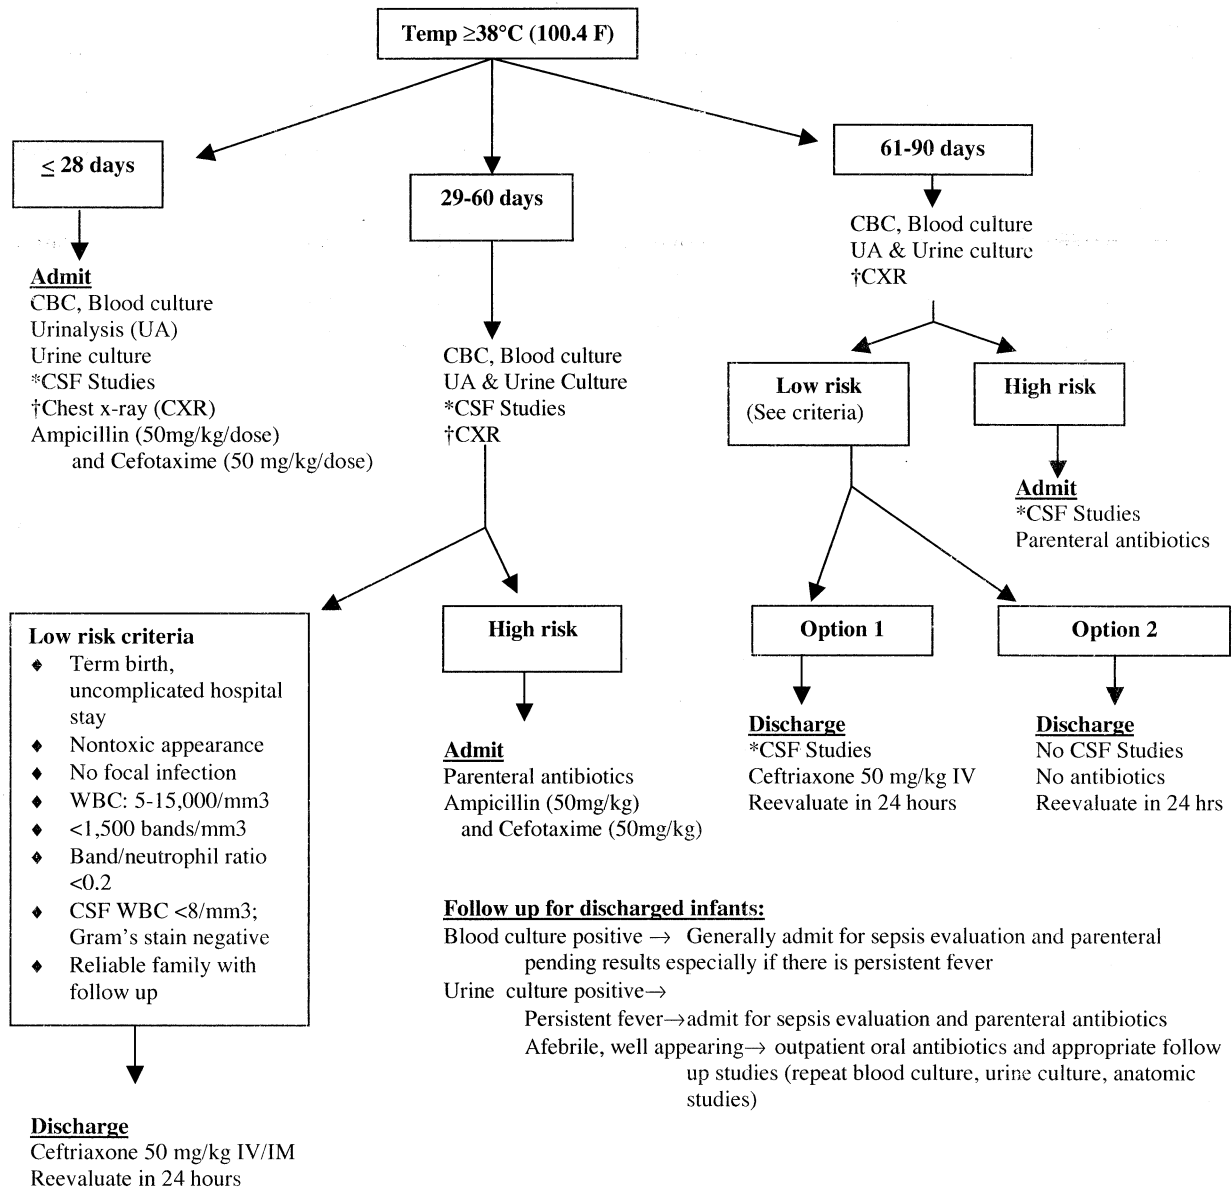 Temp ≥38°C (100.4 F)
≤ 28 days
Admit
CBC, Blood culture
Urinalysis (UA)
Urine culture
*CSF Studies
†Chest x-ray (CXR)
Ampicillin (50mg/kg/dose)
and Cefotaxime (50 mg/kg/dose)
29-60 days
CBC, Blood culture
UA & Urine Culture
*CSF Studies
†CXR
Low risk criteria
♦ Term birth,
uncomplicated hospital
stay
♦ Nontoxic appearance
♦ No focal infection
♦ WBC: 5-15,000/mm3
♦ <1,500 bands/mm3
♦ Band/neutrophil ratio
<0.2
♦ CSF WBC <8/mm3;
Gram's stain negative
♦ Reliable family with
follow up
Discharge
Ceftriaxone 50 mg/kg IV/IM
Reevaluate in 24 hours
High risk
Admit
Parenteral antibiotics
Ampicillin (50mg/kg)
and Cefotaxime (50mg/kg)
61-90 days
CBC, Blood culture
UA & Urine culture
†CXR
Low risk
(See criteria)
High risk
Admit
*CSF Studies
Parenteral antibiotics
Option 1
Discharge
*CSF Studies
Ceftriaxone 50 mg/kg IV
Reevaluate in 24 hours
Option 2
Discharge
No CSF Studies
No antibiotics
Reevaluate in 24 hrs
Follow up for discharged infants:
Blood culture positive → Generally admit for sepsis evaluation and parenteral
pending results especially if there is persistent fever
Urine culture positive→
Persistent fever→admit for sepsis evaluation and parenteral antibiotics
Afebrile, well appearing→ outpatient oral antibiotics and appropriate follow
up studies (repeat blood culture, urine culture, anatomic
studies)